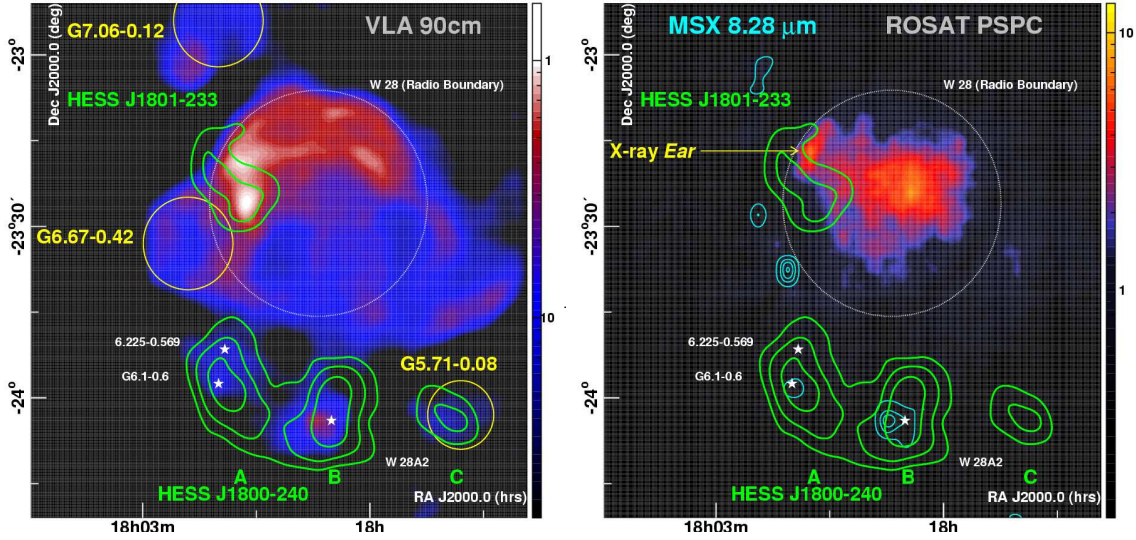 VLA 90cm
G7.06-0.12
Dec J2000.0 (deg)
-23°
W 28 (Radio Boundary)
HESS J1801-233
1
-23°30′
G6.67-0.42
10
6.225-0.569
G6.1-0.6
G5.71-0.08
-24°
W 28A2
A
B
C
HESS J1800-240
RA J2000.0 (hrs)
18h03m
18h
MSX 8.28 μm
ROSAT PSPC
Dec J2000.0 (deg)
-23°
W 28 (Radio Boundary)
HESS J1801-233
10
X-ray Ear
-23°30′
1
6.225-0.569
G6.1-0.6
-24°
W 28A2
A
B
C
HESS J1800-240
RA J2000.0 (hrs)
18h03m
18h